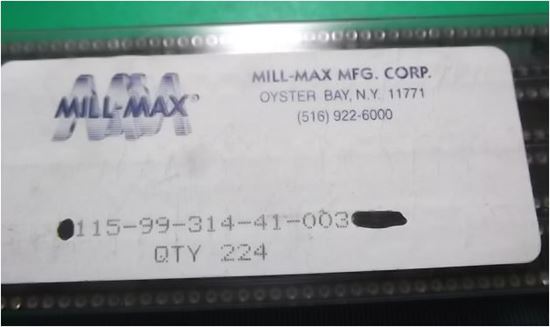 MILL-MAX®
MILL-MAX MFG. CORP.
OYSTER BAY, N.Y. 11771
(516) 922-6000
115-99-314-41-003
QTY 224